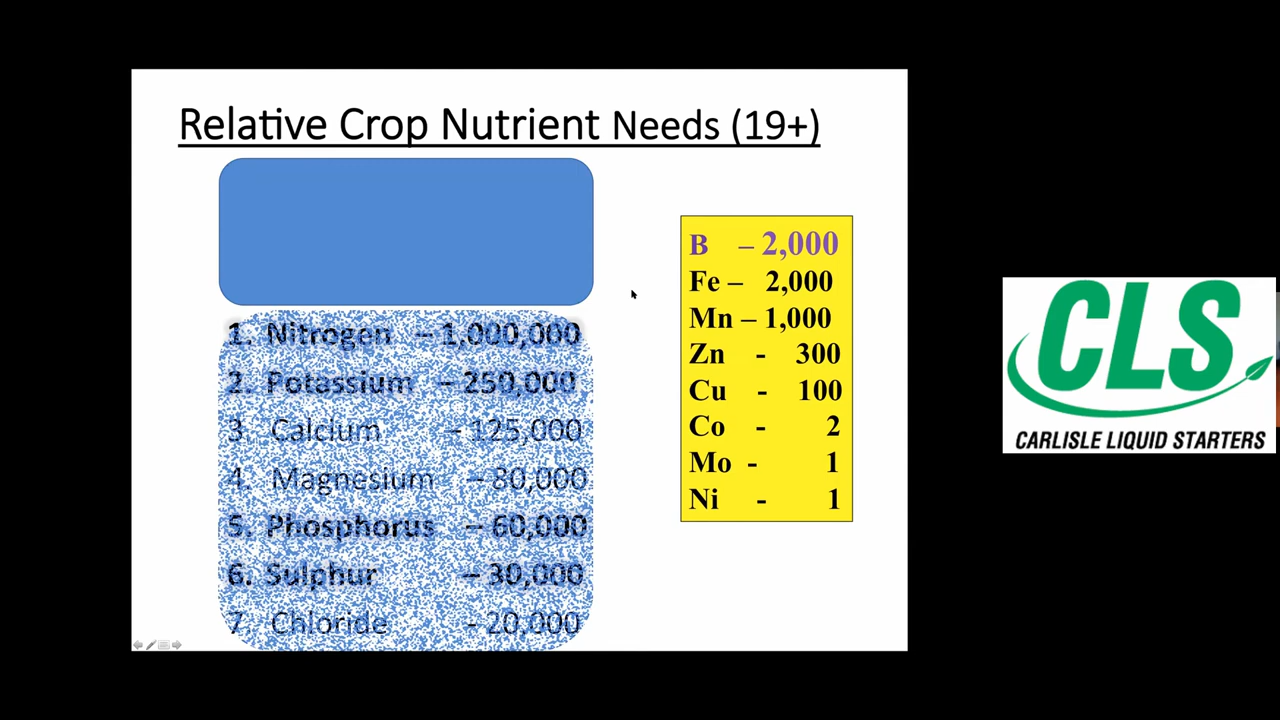 Relative Crop Nutrient Needs (19+)
1. Nitrogen – 1,000,000
2. Potassium – 250,000
3. Calcium – 125,000
4. Magnesium – 80,000
5. Phosphorus – 60,000
6. Sulphur – 30,000
7. Chloride - 20,000
B – 2,000
Fe – 2,000
Mn – 1,000
Zn - 300
Cu - 100
Co - 2
Mo - 1
Ni - 1
CLS
CARLISLE LIQUID STARTERS